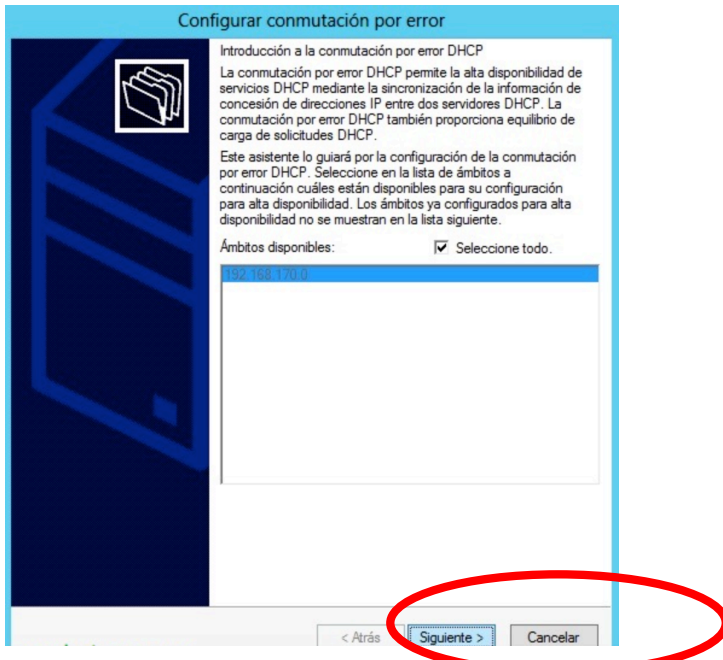 Configurar conmutación por error
Introducción a la conmutación por error DHCP
La conmutación por error DHCP permite la alta disponibilidad de
servicios DHCP mediante la sincronización de la información de
concesión de direcciones IP entre dos servidores DHCP. La
conmutación por error DHCP también proporciona equilibrio de
carga de solicitudes DHCP.
Este asistente lo guiará por la configuración de la conmutación
por error DHCP. Seleccione en la lista de ámbitos a
continuación cuáles están disponibles para su configuración
para alta disponibilidad. Los ámbitos ya configurados para alta
disponibilidad no se muestran en la lista siguiente.
Ámbitos disponibles: Seleccione todo.
192.168.170.0
< Atrás Siguiente > Cancelar